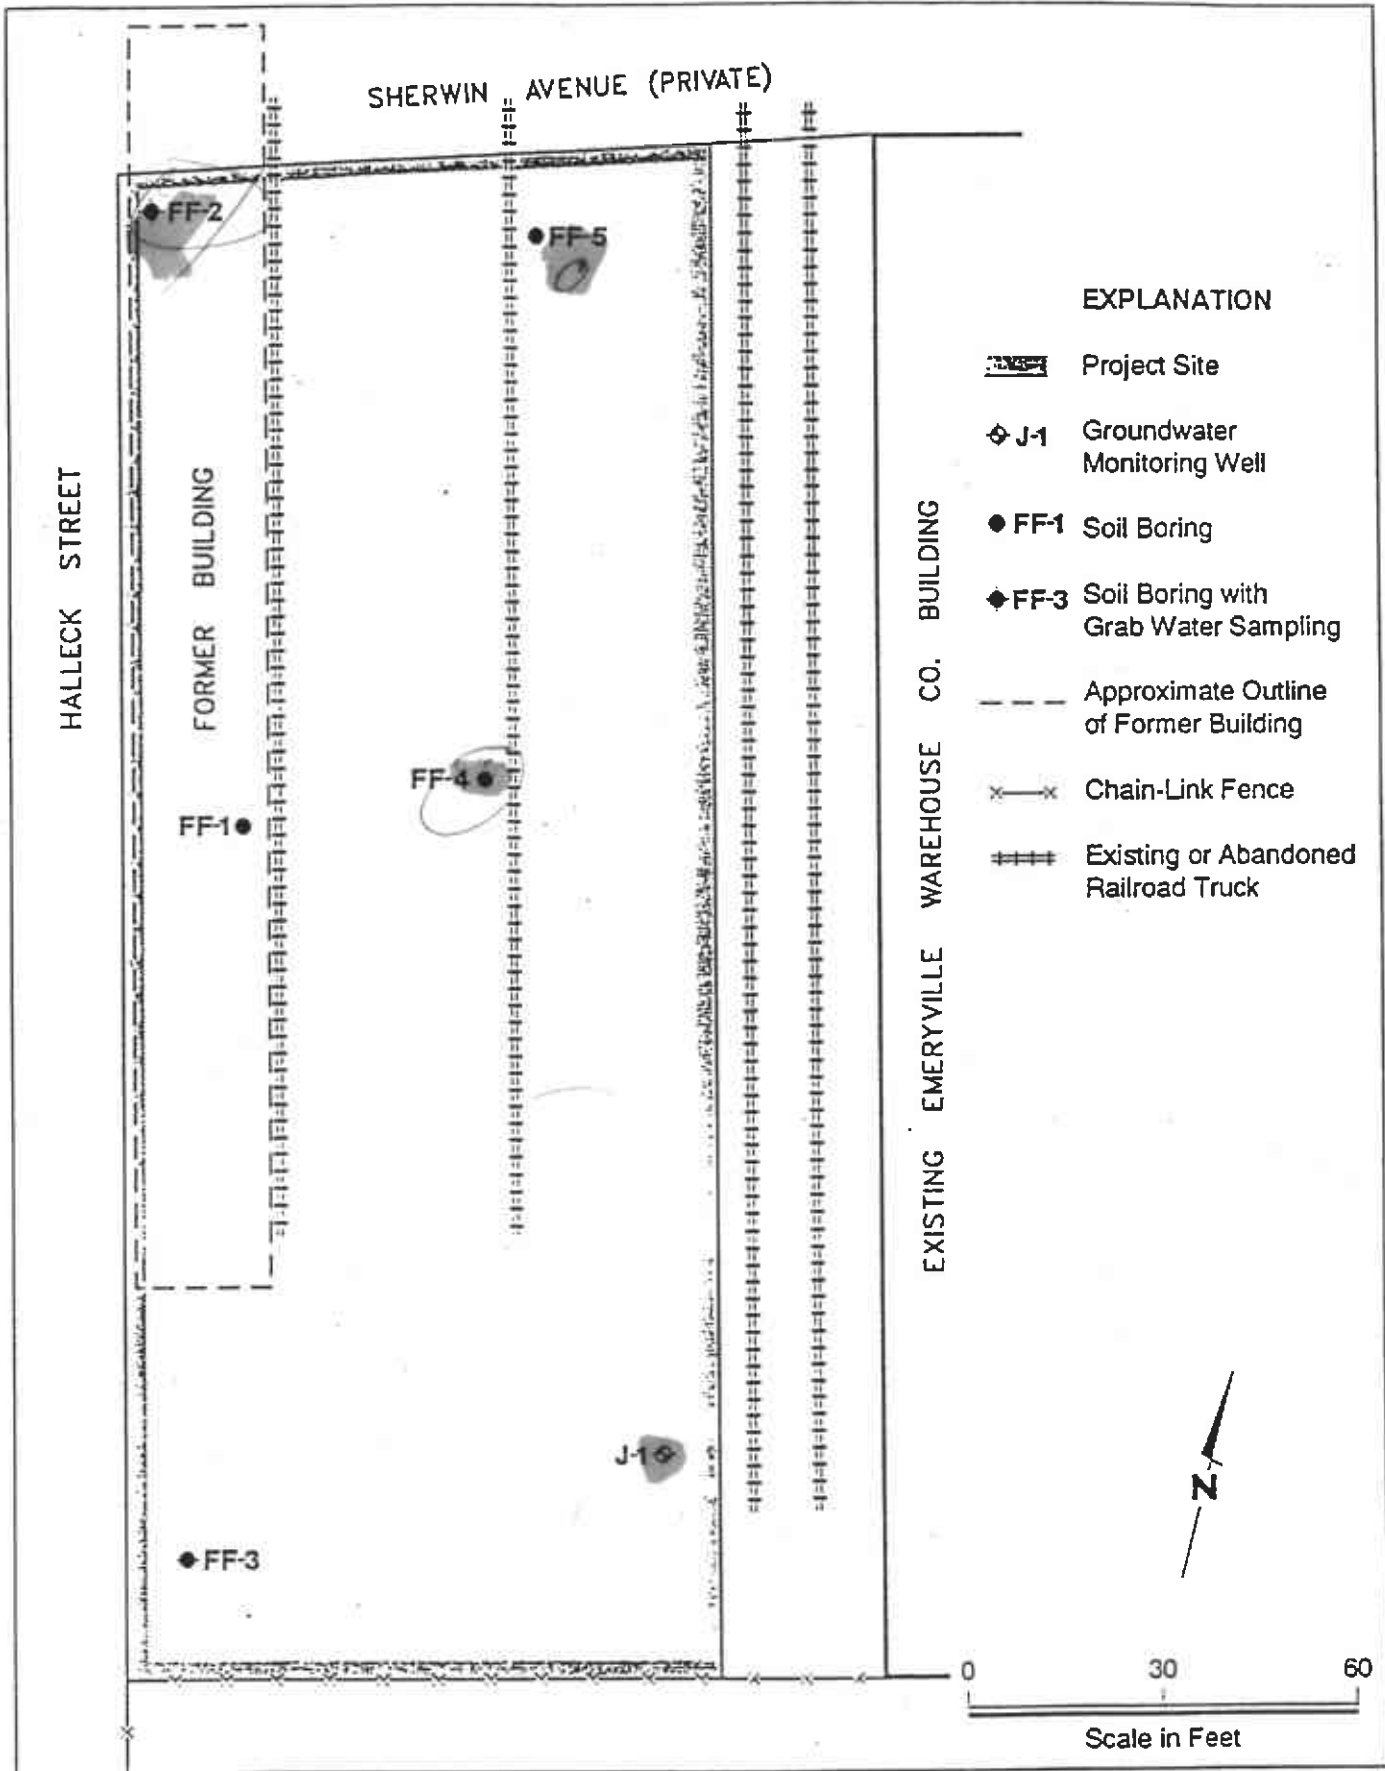 SHERWIN AVENUE (PRIVATE)
FF-2
FF-5
HALLECK STREET
FORMER BUILDING
FF-4
FF-1
J-1
FF-3
EXISTING EMERYVILLE WAREHOUSE CO. BUILDING
EXPLANATION
Project Site
J-1 Groundwater
Monitoring Well
FF-1 Soil Boring
FF-3 Soil Boring with
Grab Water Sampling
Approximate Outline
of Former Building
Chain-Link Fence
Existing or Abandoned
Railroad Truck
N
0 30 60
Scale in Feet